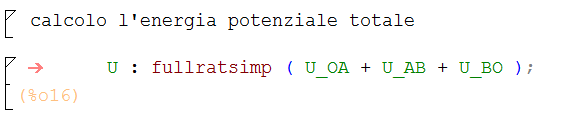 calcolo l'energia potenziale totale
→ U : fullratsimp ( U_OA + U_AB + U_BO );
(%o16)